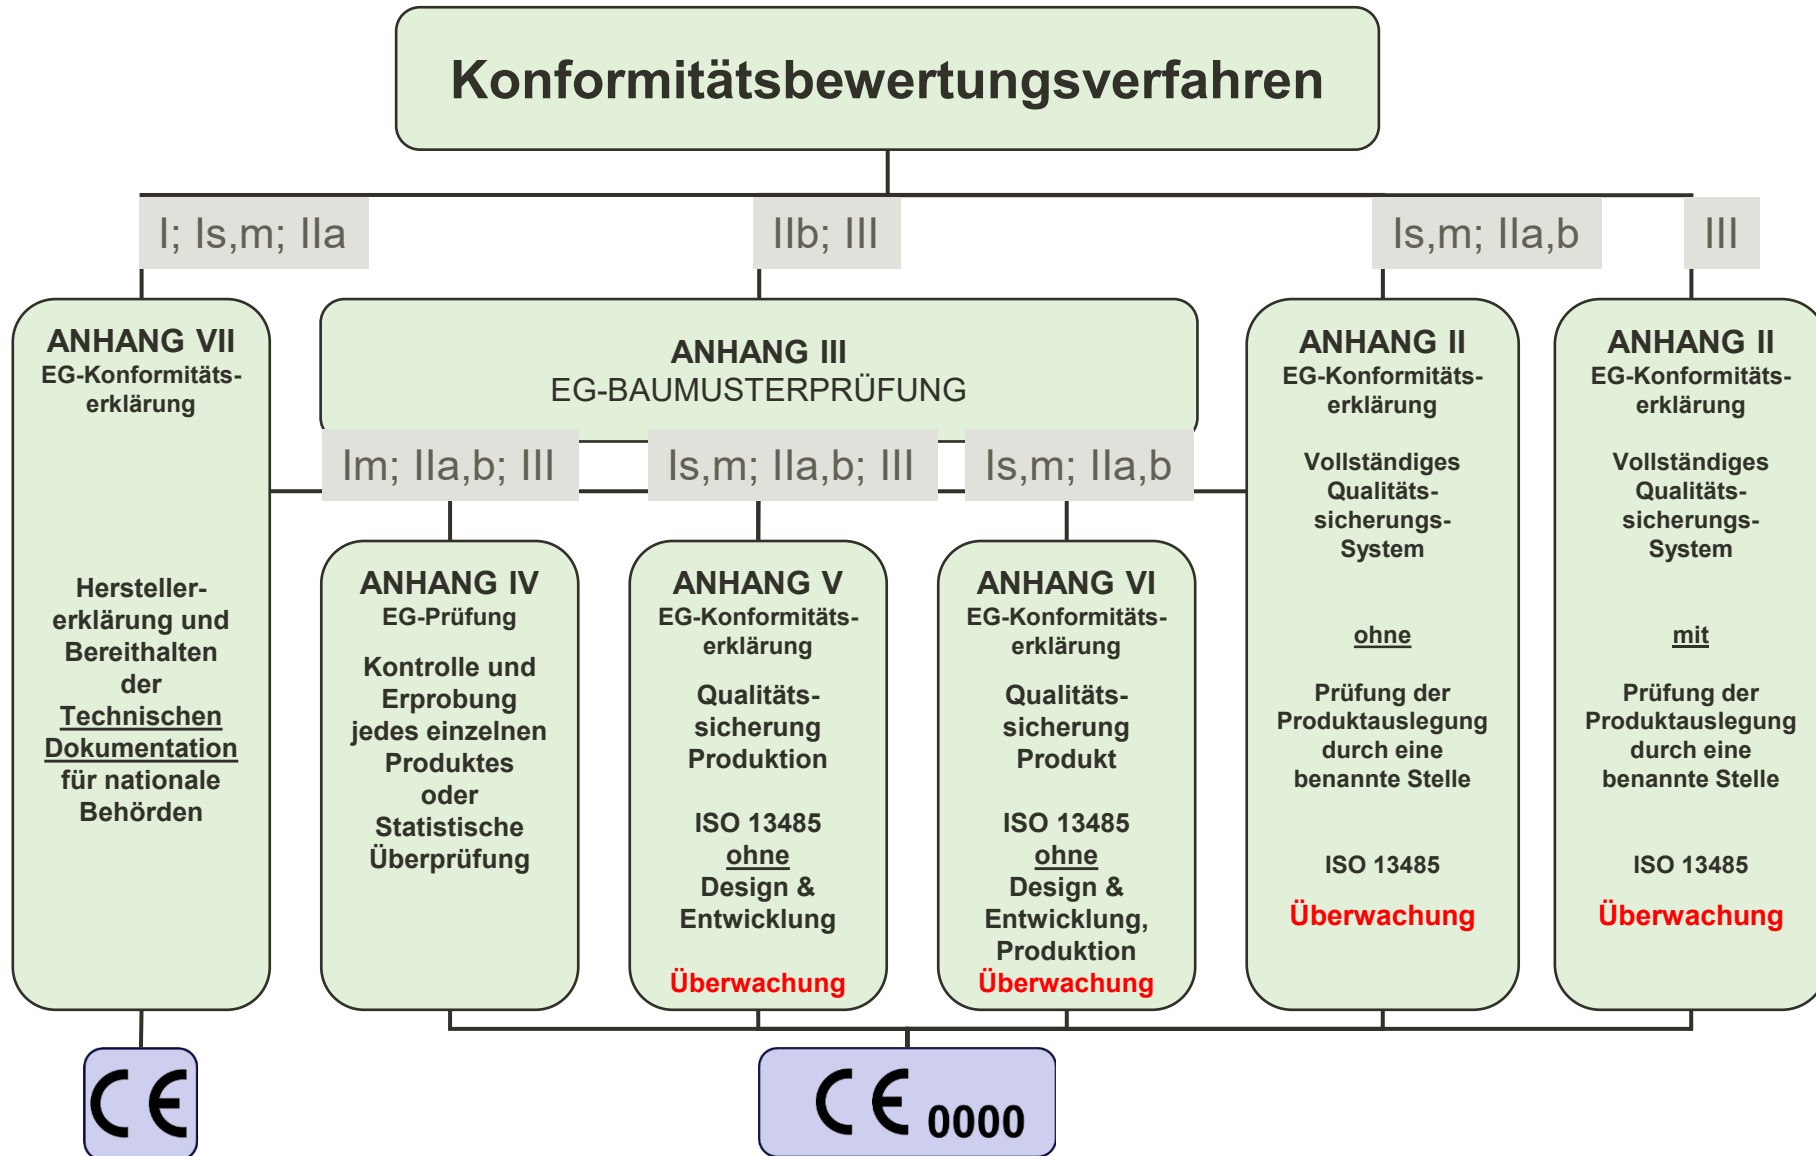 Konformitätsbewertungsverfahren
I; Is,m; IIa
IIb; III
Is,m; IIa,b
III
ANHANG VII
EG-Konformitäts-
erklärung
Hersteller-
erklärung und
Bereithalten
der
Technischen
Dokumentation
für nationale
Behörden
ANHANG III
EG-BAUMUSTERPRÜFUNG
Im; IIa,b; III
Is,m; IIa,b; III
Is,m; IIa,b
ANHANG IV
EG-Prüfung
Kontrolle und
Erprobung
jedes einzelnen
Produktes
oder
Statistische
Überprüfung
ANHANG V
EG-Konformitäts-
erklärung
Qualitäts-
sicherung
Produktion
ISO 13485
ohne
Design &
Entwicklung
Überwachung
ANHANG VI
EG-Konformitäts-
erklärung
Qualitäts-
sicherung
Produkt
ISO 13485
ohne
Design &
Entwicklung,
Produktion
Überwachung
ANHANG II
EG-Konformitäts-
erklärung
Vollständiges
Qualitäts-
sicherungs-
System
ohne
Prüfung der
Produktauslegung
durch eine
benannte Stelle
ISO 13485
Überwachung
ANHANG II
EG-Konformitäts-
erklärung
Vollständiges
Qualitäts-
sicherungs-
System
mit
Prüfung der
Produktauslegung
durch eine
benannte Stelle
ISO 13485
Überwachung
CE
CE 0000